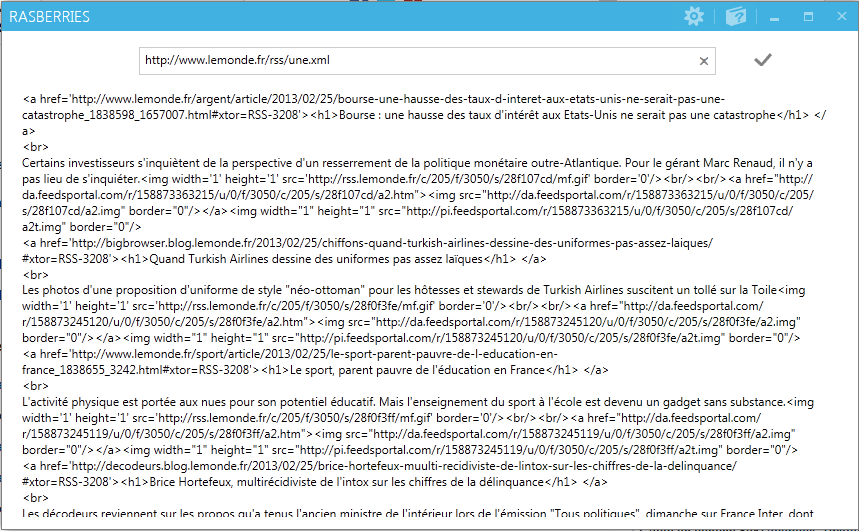 RASBERRIES
http://www.lemonde.fr/rss/une.xml
<a href='http://www.lemonde.fr/argent/article/2013/02/25/bourse-une-hausse-des-taux-d-interet-aux-etats-unis-ne-serait-pas-une-
catastrophe_1838598_1657007.html#xtor=RSS-3208'><h1>Bourse : une hausse des taux d'intérêt aux Etats-Unis ne serait pas une catastrophe</h1> </
a>
<br>
Certains investisseurs s'inquiètent de la perspective d'un resserrement de la politique monétaire outre-Atlantique. Pour le gérant Marc Renaud, il n'y a
pas lieu de s'inquiéter.<img width='1' height='1' src='http://rss.lemonde.fr/c/205/f/3050/s/28f107cd/mf.gif' border='0'/><br/><br/><a href="http://
da.feedsportal.com/r/158873363215/u/0/f/3050/c/205/s/28f107cd/a2.htm"><img src="http://da.feedsportal.com/r/158873363215/u/0/f/3050/c/205/
s/28f107cd/a2.img" border="0"/></a><img width="1" height="1" src="http://pi.feedsportal.com/r/158873363215/u/0/f/3050/c/205/s/28f107cd/
a2t.img" border="0"/>
<a href='http://bigbrowser.blog.lemonde.fr/2013/02/25/chiffons-quand-turkish-airlines-dessine-des-uniformes-pas-assez-laiques/
#xtor=RSS-3208'><h1>Quand Turkish Airlines dessine des uniformes pas assez laïques</h1> </a>
<br>
Les photos d'une proposition d'uniforme de style "néo-ottoman" pour les hôtesses et stewards de Turkish Airlines suscitent un tollé sur la Toile<img
width='1' height='1' src='http://rss.lemonde.fr/c/205/f/3050/s/28f0f3fe/mf.gif' border='0'/><br/><br/><a href="http://da.feedsportal.com/
r/158873245120/u/0/f/3050/c/205/s/28f0f3fe/a2.htm"><img src="http://da.feedsportal.com/r/158873245120/u/0/f/3050/c/205/s/28f0f3fe/a2.img"
border="0"/></a><img width="1" height="1" src="http://pi.feedsportal.com/r/158873245120/u/0/f/3050/c/205/s/28f0f3fe/a2t.img" border="0"/>
<a href='http://www.lemonde.fr/sport/article/2013/02/25/le-sport-parent-pauvre-de-l-education-en-
france_1838655_3242.html#xtor=RSS-3208'><h1>Le sport, parent pauvre de l'éducation en France</h1> </a>
<br>
L'activité physique est portée aux nues pour son potentiel éducatif. Mais l'enseignement du sport à l'école est devenu un gadget sans substance.<img
width='1' height='1' src='http://rss.lemonde.fr/c/205/f/3050/s/28f0f3ff/mf.gif' border='0'/><br/><br/><a href="http://da.feedsportal.com/
r/158873245119/u/0/f/3050/c/205/s/28f0f3ff/a2.htm"><img src="http://da.feedsportal.com/r/158873245119/u/0/f/3050/c/205/s/28f0f3ff/a2.img"
border="0"/></a><img width="1" height="1" src="http://pi.feedsportal.com/r/158873245119/u/0/f/3050/c/205/s/28f0f3ff/a2t.img" border="0"/>
<a href='http://decodeurs.blog.lemonde.fr/2013/02/25/brice-hortefeux-muulti-recidiviste-de-lintox-sur-les-chiffres-de-la-delinquance/
#xtor=RSS-3208'><h1>Brice Hortefeux, multirécidiviste de l'intox sur les chiffres de la délinquance</h1> </a>
<br>
Les décodeurs reviennent sur les propos qu'a tenus l'ancien ministre de l'intérieur lors de l'émission "Tous politiques", dimanche sur France Inter, dont